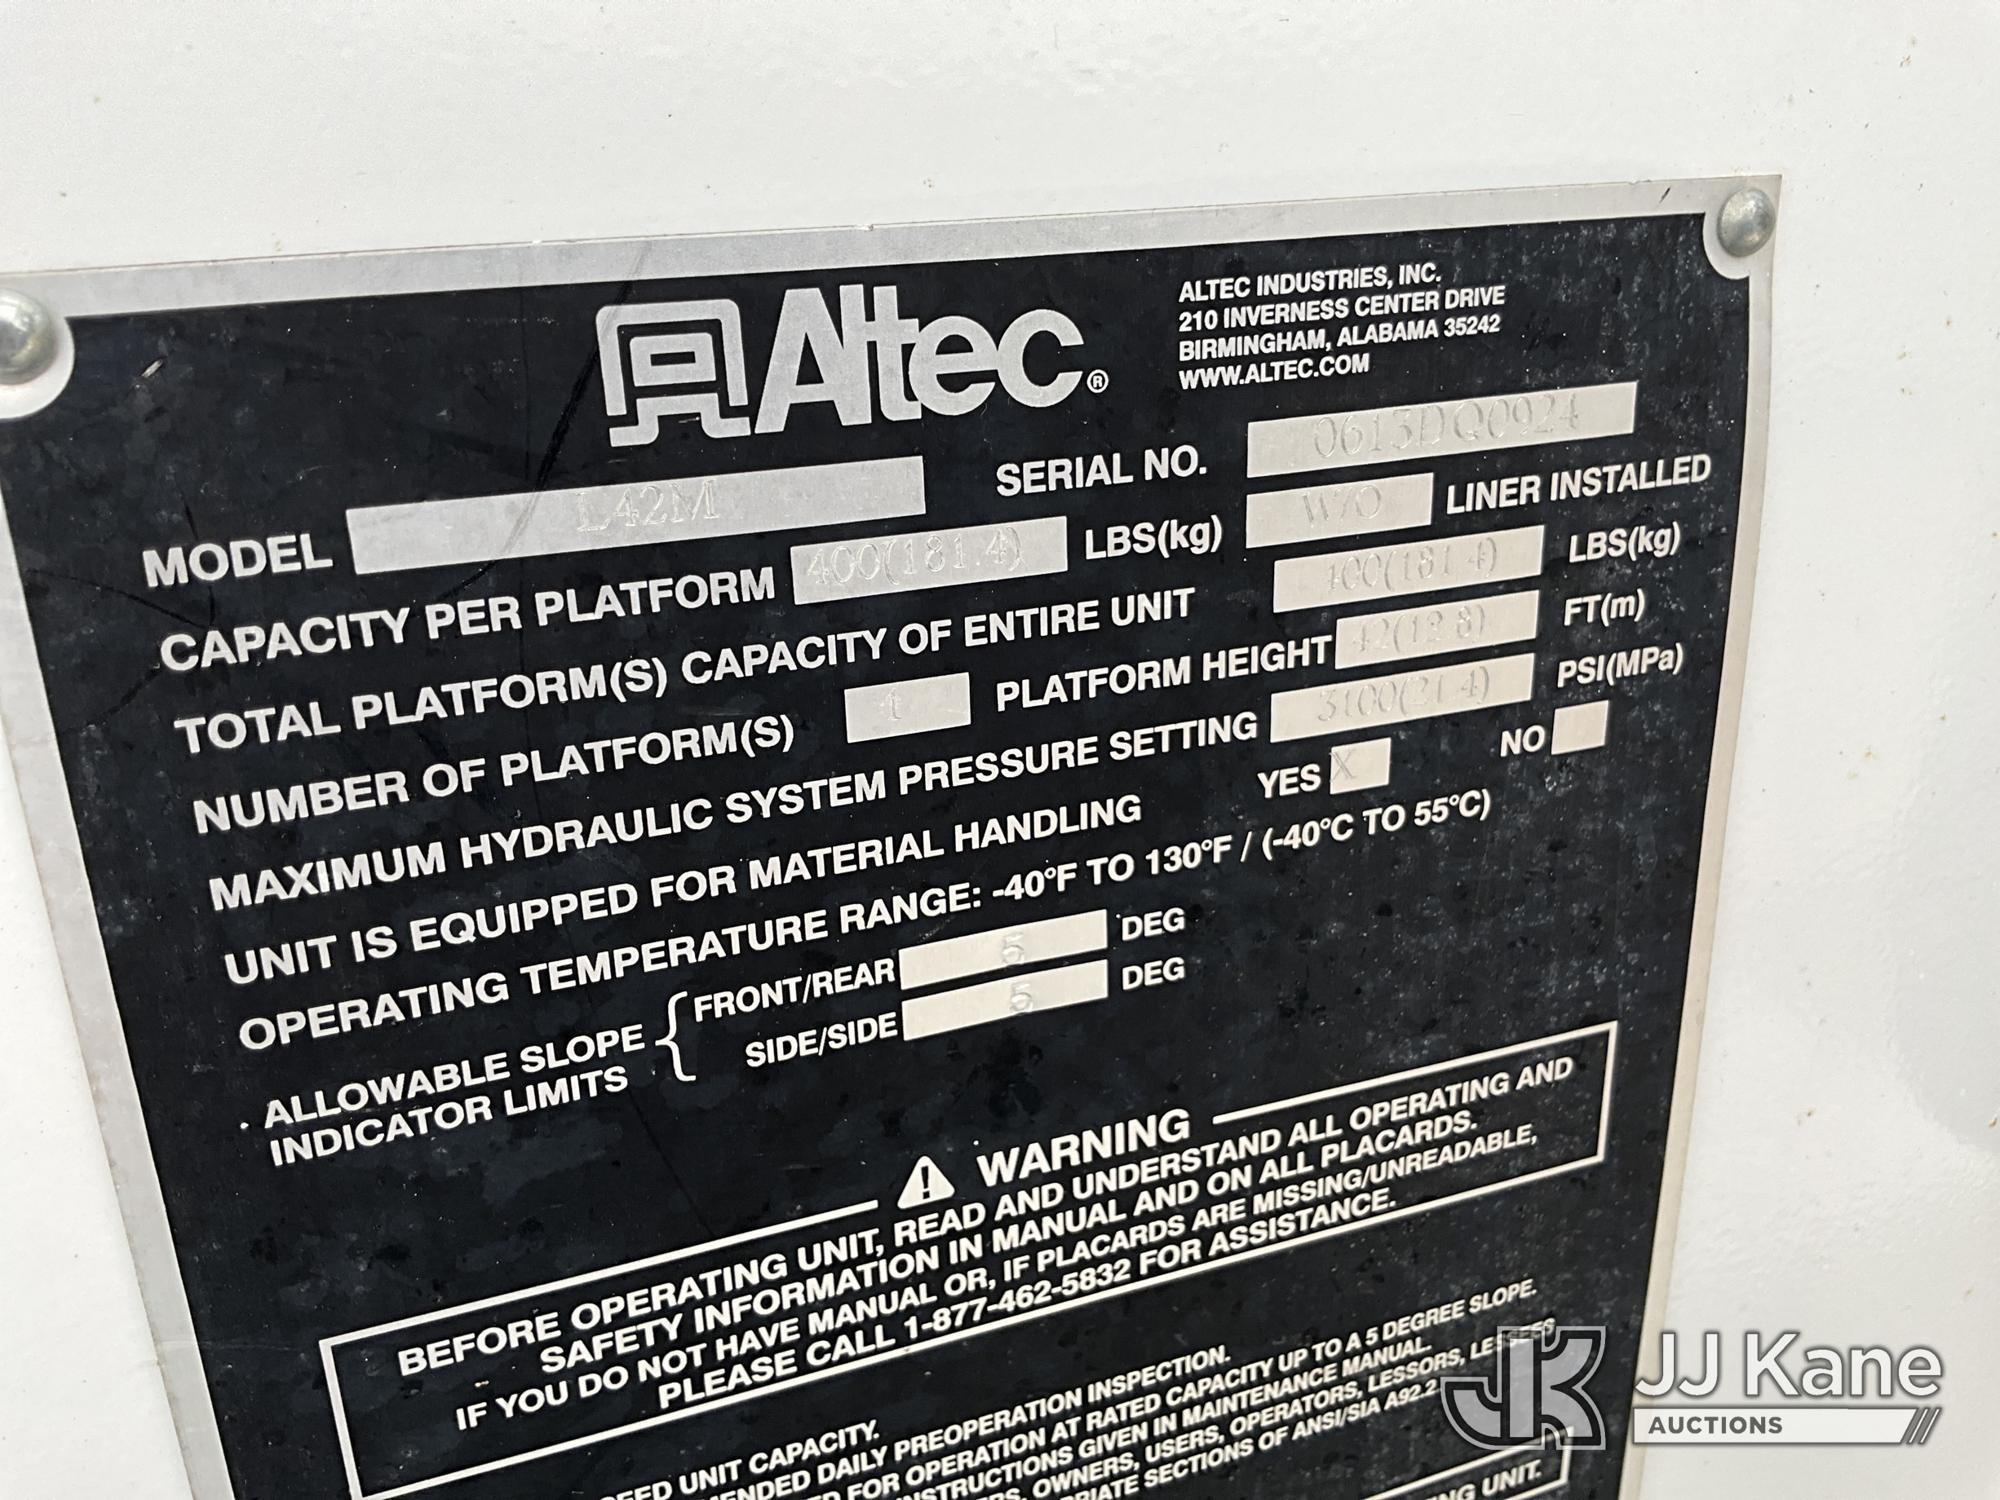 Altec®
ALTEC INDUSTRIES, INC.
210 INVERNESS CENTER DRIVE
BIRMINGHAM, ALABAMA 35242
WWW.ALTEC.COM
MODEL L42M SERIAL NO. 0613DQ0924
CAPACITY PER PLATFORM 400(181.4) LBS(kg) W/O LINER INSTALLED
TOTAL PLATFORM(S) CAPACITY OF ENTIRE UNIT 400(181.4) LBS(kg)
NUMBER OF PLATFORM(S) 1 PLATFORM HEIGHT 42(12.8) FT(m)
MAXIMUM HYDRAULIC SYSTEM PRESSURE SETTING 3100(21.4) PSI(MPa)
UNIT IS EQUIPPED FOR MATERIAL HANDLING YES X NO
OPERATING TEMPERATURE RANGE: -40°F TO 130°F / (-40°C TO 55°C)
ALLOWABLE SLOPE INDICATOR LIMITS { FRONT/REAR 5 DEG
SIDE/SIDE 5 DEG
WARNING
BEFORE OPERATING UNIT, READ AND UNDERSTAND ALL OPERATING AND
SAFETY INFORMATION IN MANUAL AND ON ALL PLACARDS.
IF YOU DO NOT HAVE MANUAL OR, IF PLACARDS ARE MISSING/UNREADABLE,
PLEASE CALL 1-877-462-5832 FOR ASSISTANCE.
UNIT CAPACITY.
DAILY PREOPERATION INSPECTION.
FOR OPERATION AT RATED CAPACITY UP TO A 5 DEGREE SLOPE.
INSTRUCTIONS GIVEN IN MAINTENANCE MANUAL.
OWNERS, USERS, OPERATORS, LESSORS, LESSEES
SECTIONS OF ANSI/SIA A92.2.
UNIT.
JK JJ Kane
AUCTIONS